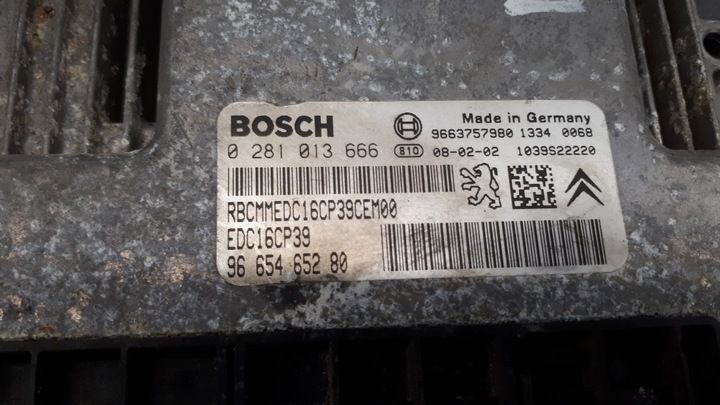 BOSCH
Made in Germany
9663757980 1334 0068
0 281 013 666 810 08-02-02 1039S22220
RBCMMEDC16CP39CEM00
EDC16CP39
96 654 652 80